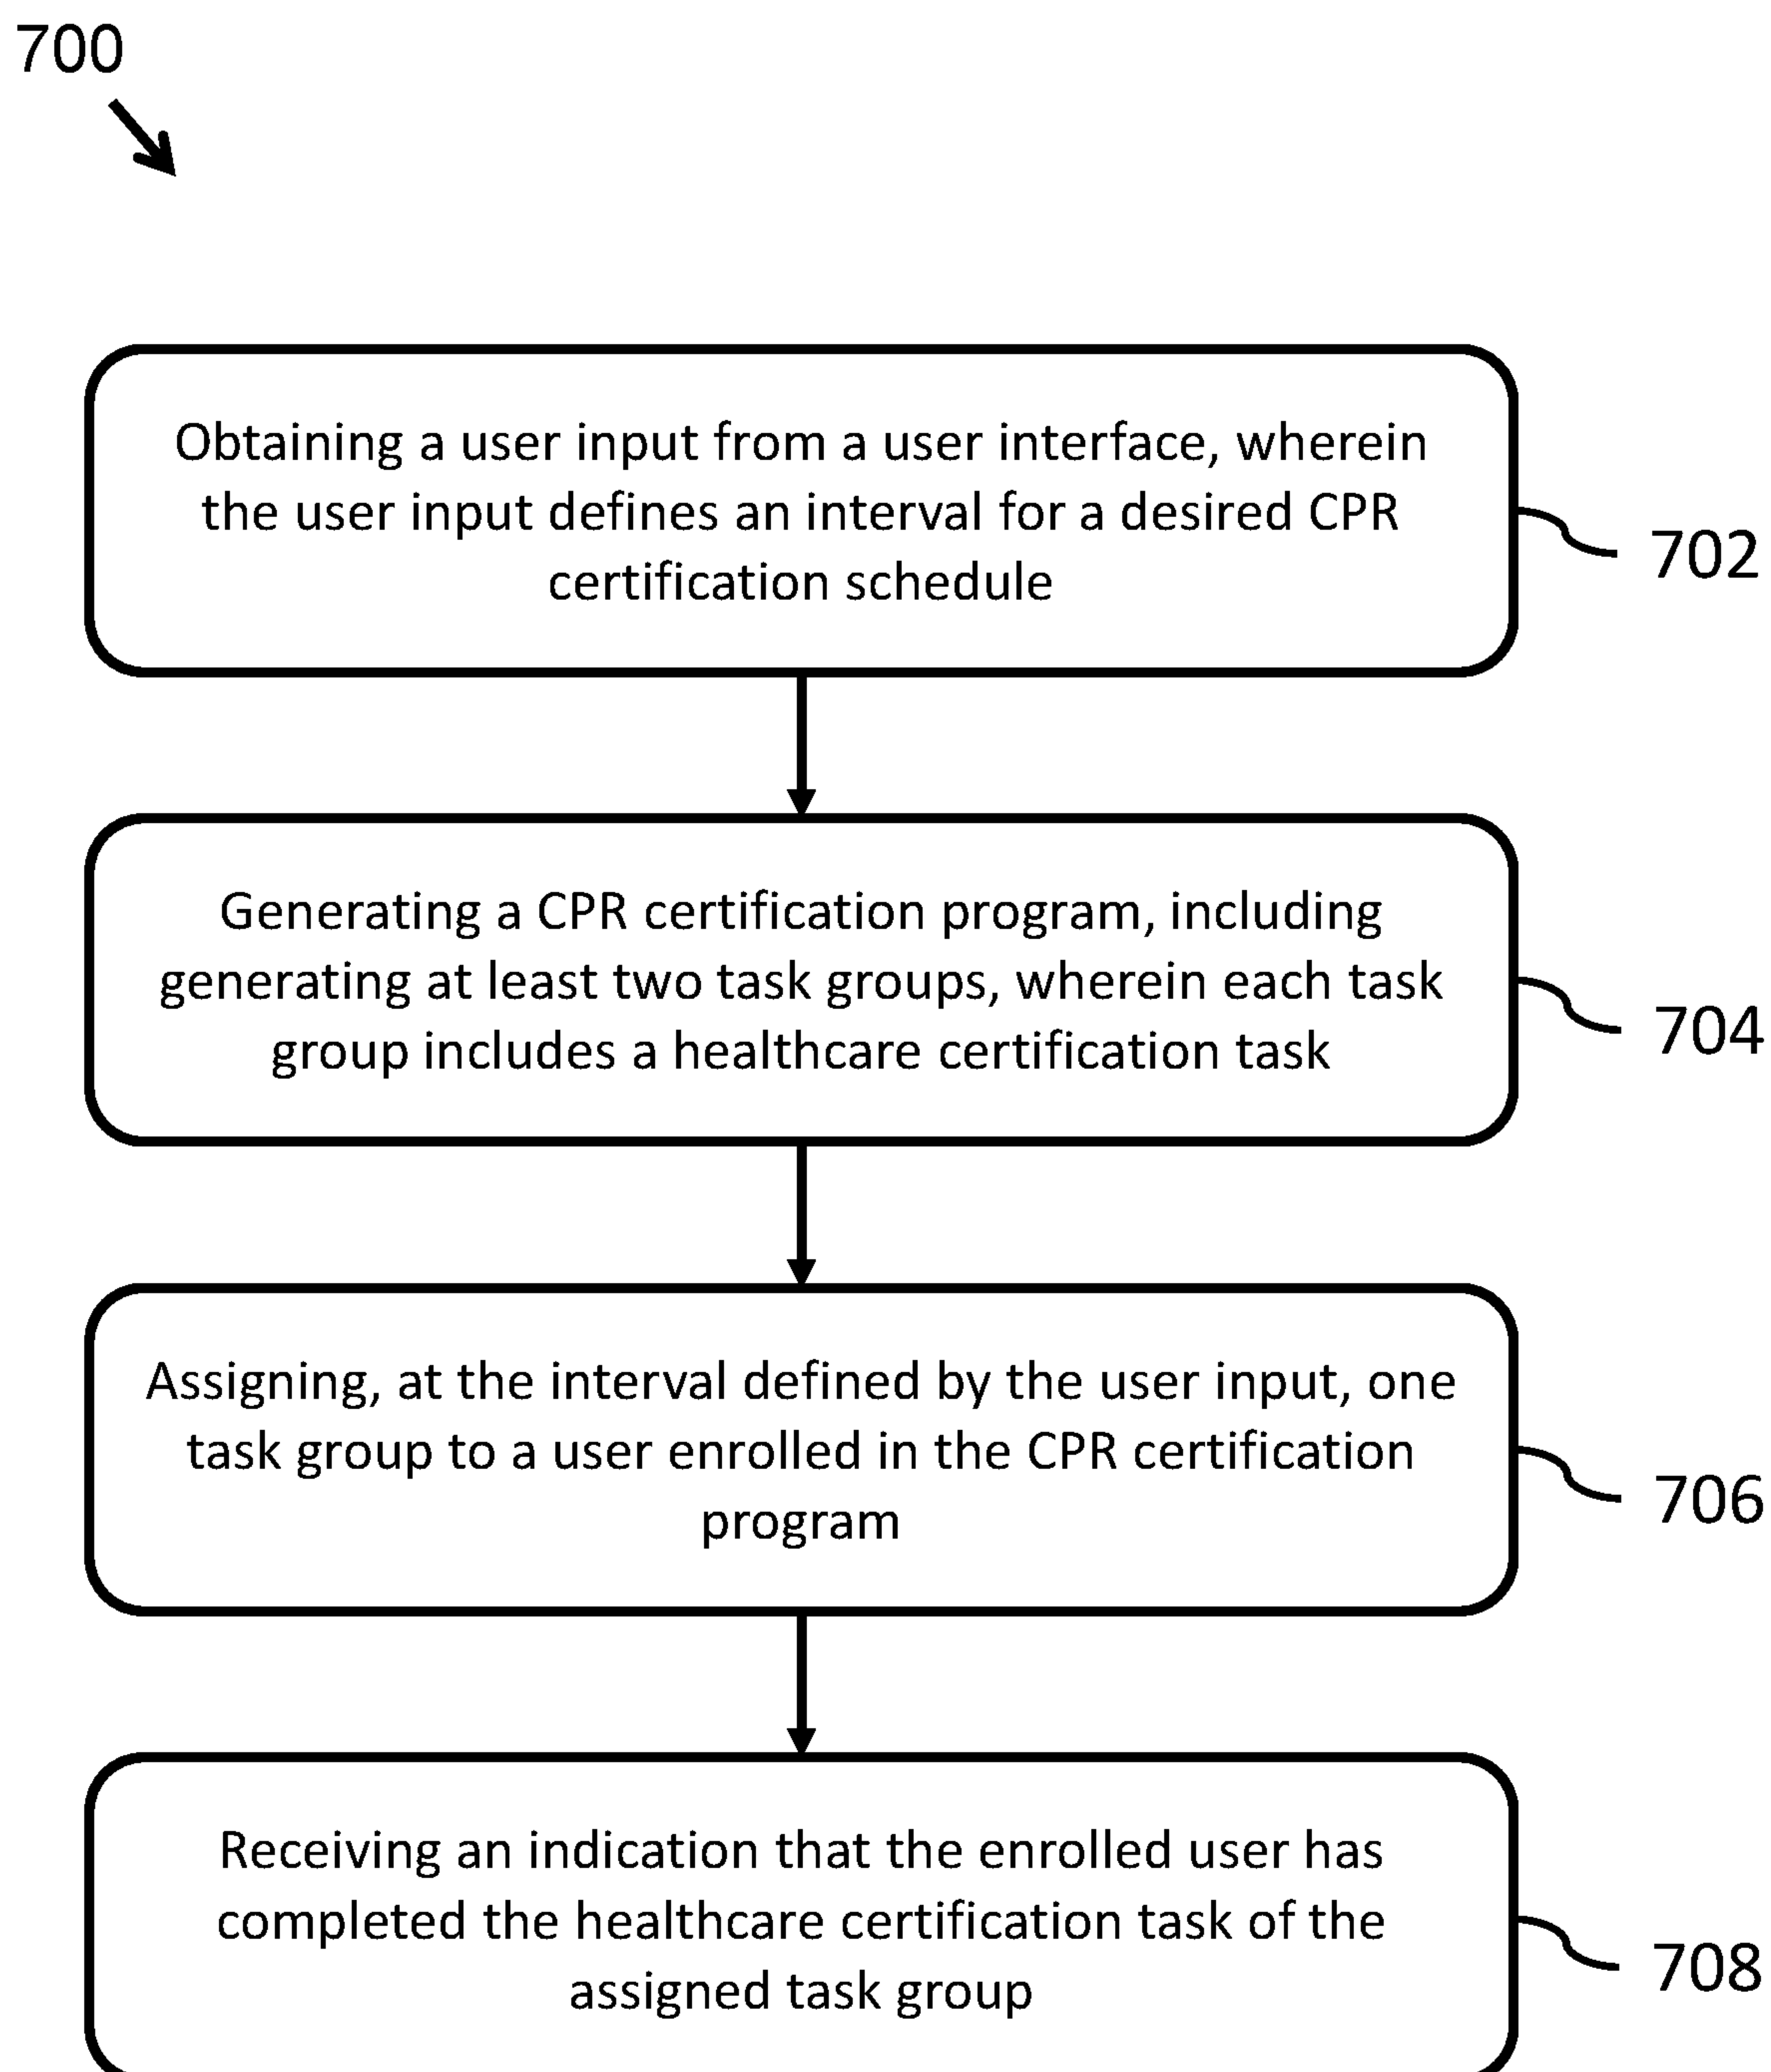 700
Obtaining a user input from a user interface, wherein
the user input defines an interval for a desired CPR
certification schedule
702
Generating a CPR certification program, including
generating at least two task groups, wherein each task
group includes a healthcare certification task
704
Assigning, at the interval defined by the user input, one
task group to a user enrolled in the CPR certification
program
706
Receiving an indication that the enrolled user has
completed the healthcare certification task of the
assigned task group
708